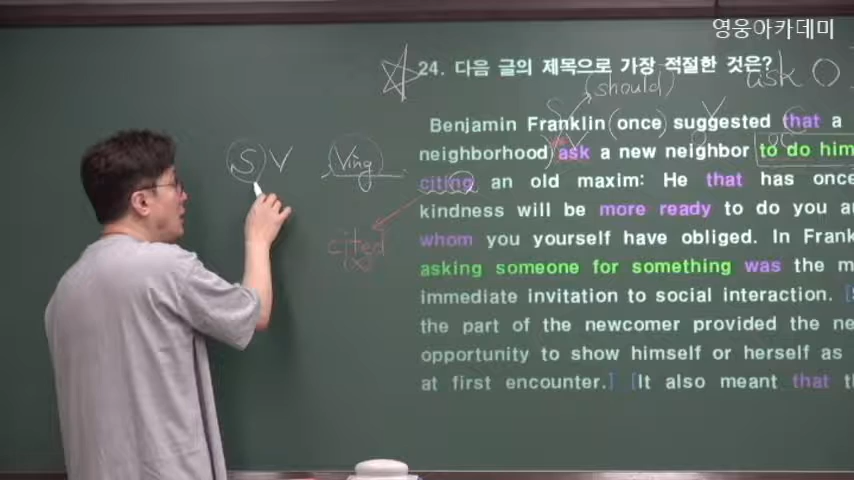 영웅아카데미
24. 다음 글의 제목으로 가장 적절한 것은?
ask O
(should)
S
V
Benjamin Franklin (once) suggested that a
neighborhood) ask a new neighbor to do him
citing an old maxim: He that has once
kindness will be more ready to do you a
whom you yourself have obliged. In Frank
asking someone for something was the m
immediate invitation to social interaction. [S
the part of the newcomer provided the ne
opportunity to show himself or herself as
at first encounter.] [It also meant that th
S V Ving
cited
(x)